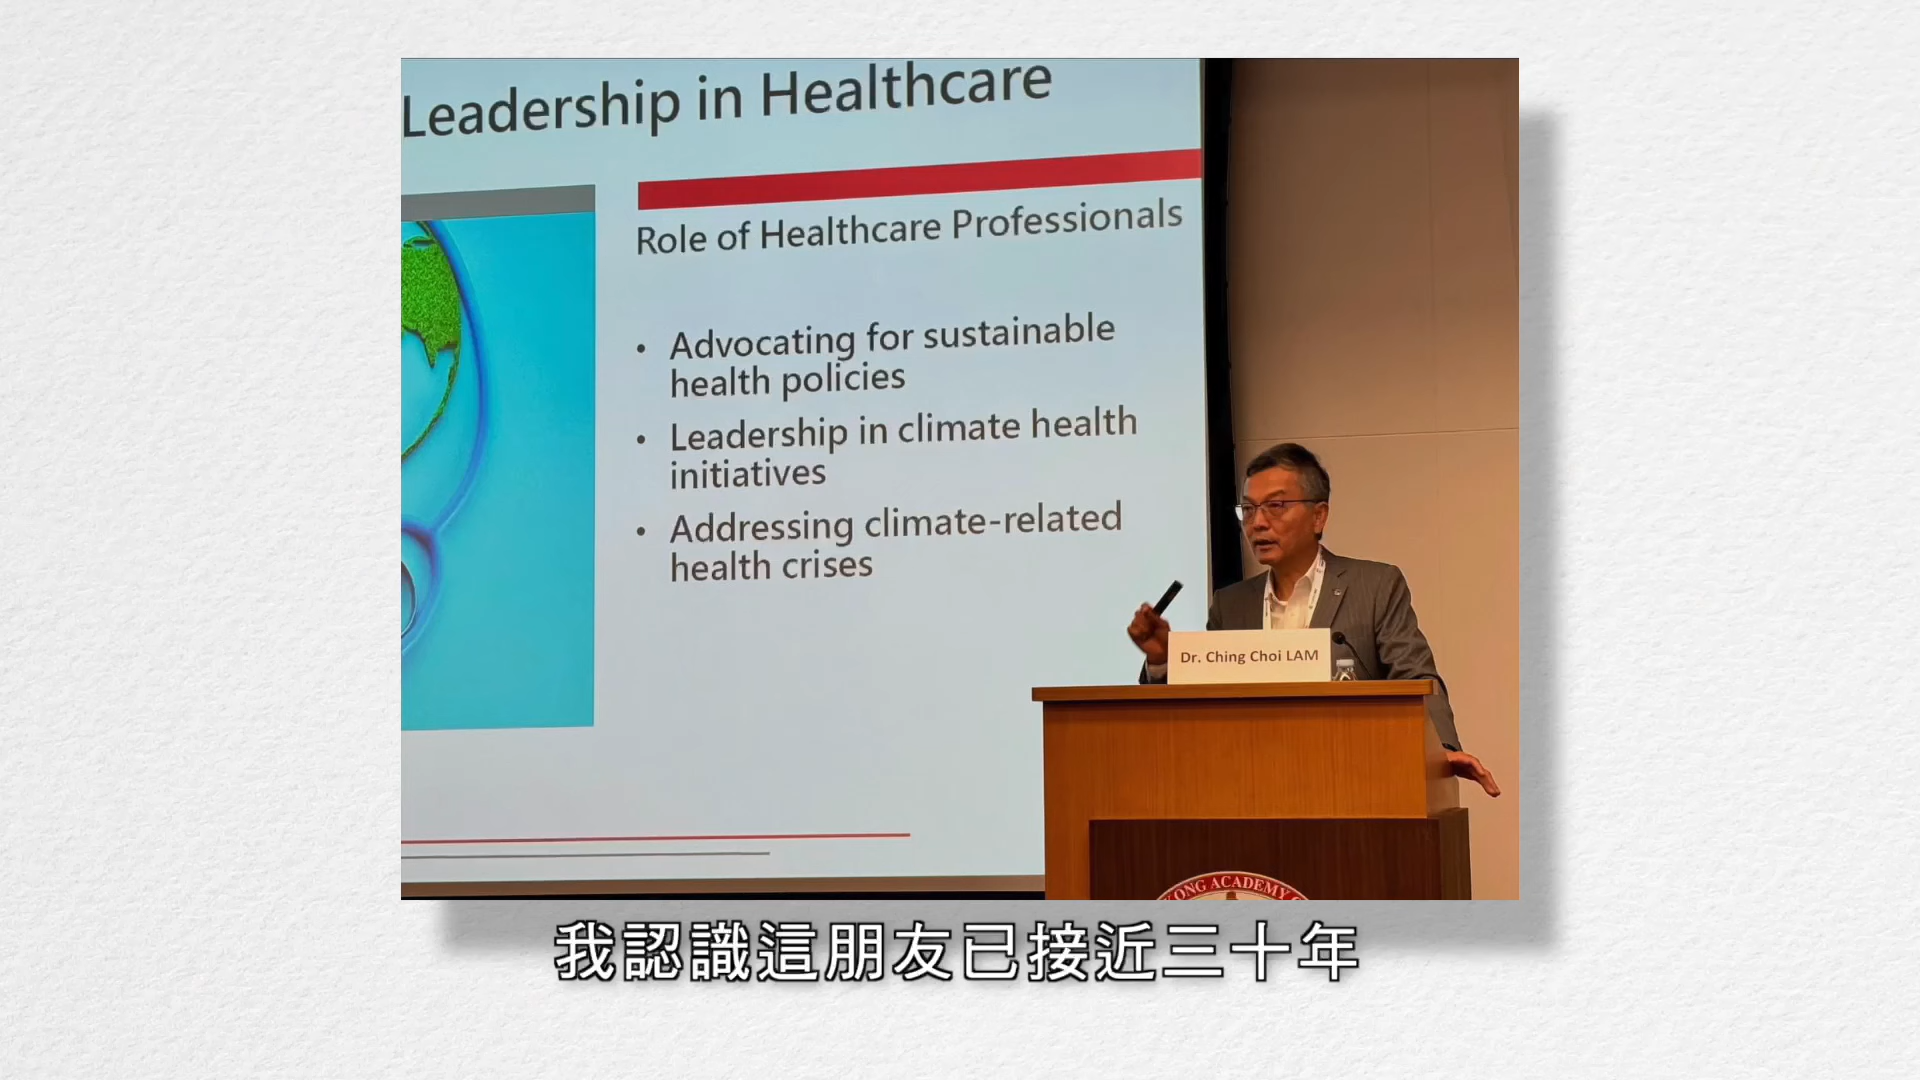 Leadership in Healthcare
Role of Healthcare Professionals
• Advocating for sustainable
health policies
• Leadership in climate health
initiatives
• Addressing climate-related
health crises
Dr. Ching Choi LAM
KONG ACADEMY
我認識這朋友已接近三十年